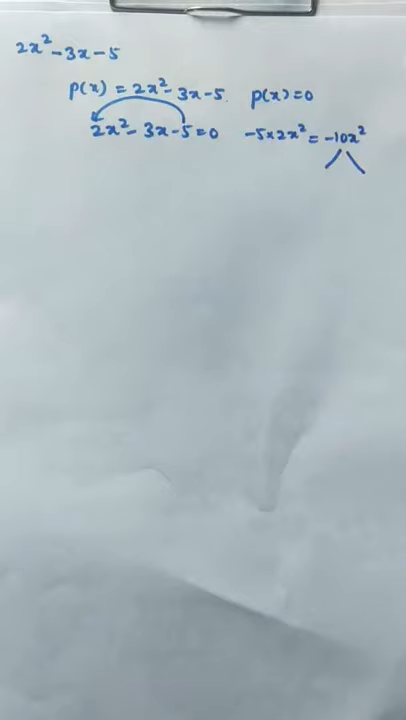 2x² - 3x - 5
p(x) = 2x² - 3x - 5. p(x) = 0
2x² - 3x - 5 = 0 -5 × 2x² = -10x²